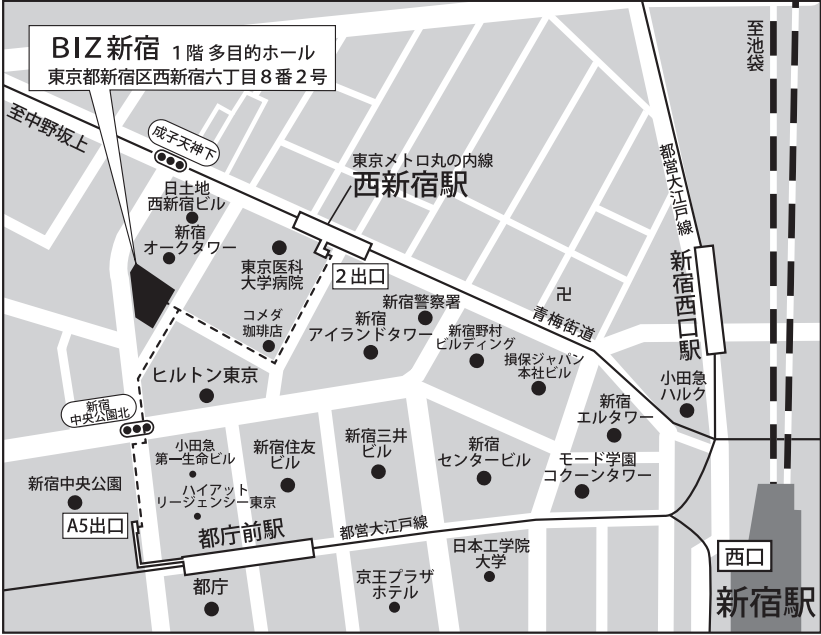 BIZ新宿 1階 多目的ホール
東京都新宿区西新宿六丁目8番2号
至池袋
至中野坂上
成子天神下
都営大江戸線
東京メトロ丸の内線
西新宿駅
日土地
西新宿ビル
新宿
オークタワー
東京医科
大学病院
2出口
新宿西口駅
コメダ
珈琲店
新宿警察署
新宿
アイランドタワー
卍
青梅街道
新宿野村
ビルディング
損保ジャパン
本社ビル
ヒルトン東京
小田急
ハルク
新宿
中央公園北
新宿
エルタワー
小田急
第一生命ビル
新宿住友
ビル
新宿三井
ビル
新宿
センタービル
モード学園
コクーンタワー
新宿中央公園
ハイアット
リージェンシー東京
A5出口
都庁前駅
都営大江戸線
日本工学院
大学
西口
新宿駅
都庁
京王プラザ
ホテル